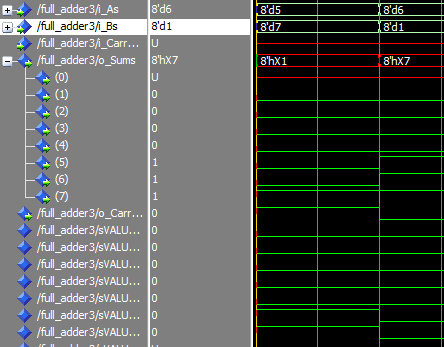 /full_adder3/i_As 8'd6 8'd5 8'd6
/full_adder3/i_Bs 8'd1 8'd7 8'd1
/full_adder3/i_Carr... U
/full_adder3/o_Sums 8'hX7 8'hX1 8'hX7
(0) U
(1) 0
(2) 0
(3) 0
(4) 0
(5) 1
(6) 1
(7) 1
/full_adder3/o_Carr... 0
/full_adder3/sVALU... 0
/full_adder3/sVALU... 0
/full_adder3/sVALU... 0
/full_adder3/sVALU... 0
/full_adder3/sVALU... 0
/full_adder3/sVALU... 0
/full_adder3/sVALU... 0